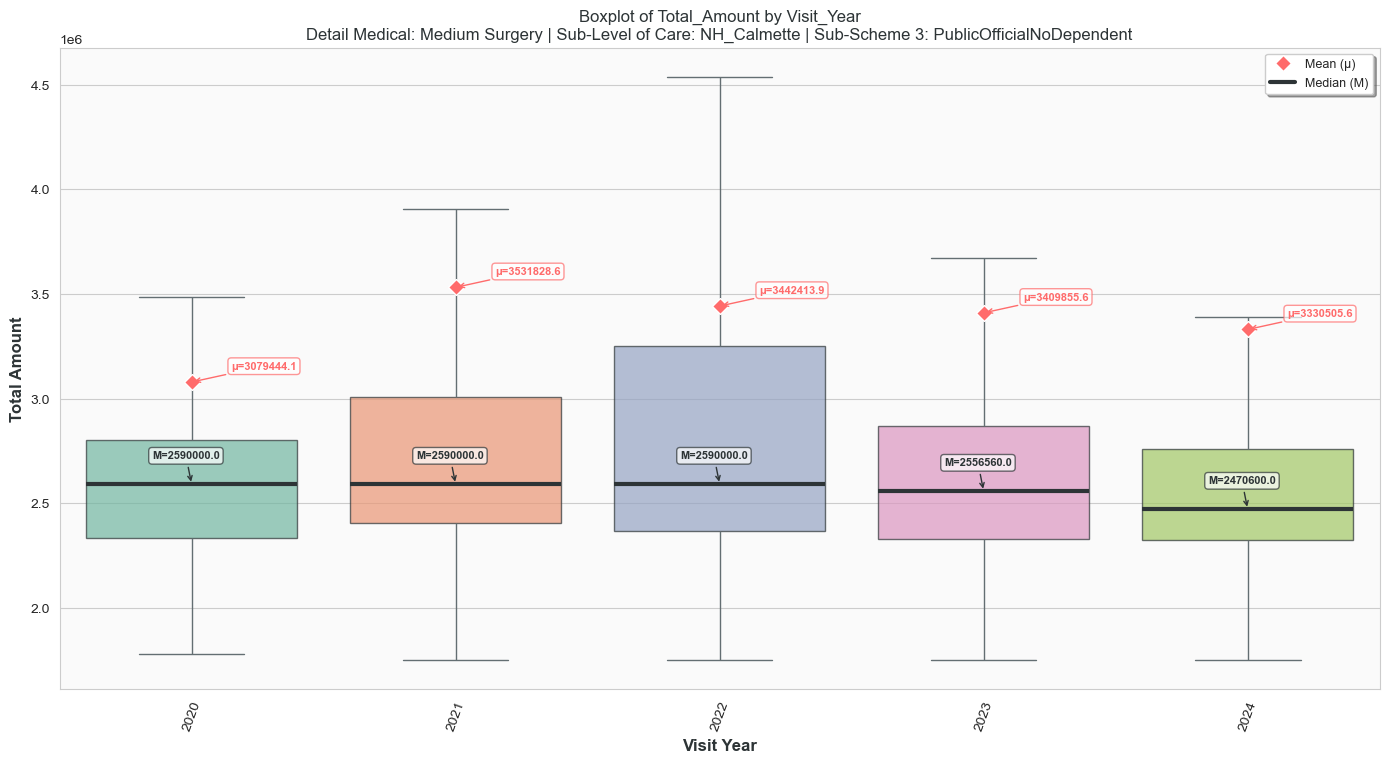 Boxplot of Total_Amount by Visit_Year
Detail Medical: Medium Surgery | Sub-Level of Care: NH_Calmette | Sub-Scheme 3: PublicOfficialNoDependent
1e6
Mean (μ)
Median (M)
4.5
4.0
3.5
3.0
2.5
2.0
Total Amount
μ=3079444.1
μ=3531828.6
μ=3442413.9
μ=3409855.6
μ=3330505.6
M=2590000.0
M=2590000.0
M=2590000.0
M=2556560.0
M=2470600.0
2020
2021
2022
2023
2024
Visit Year